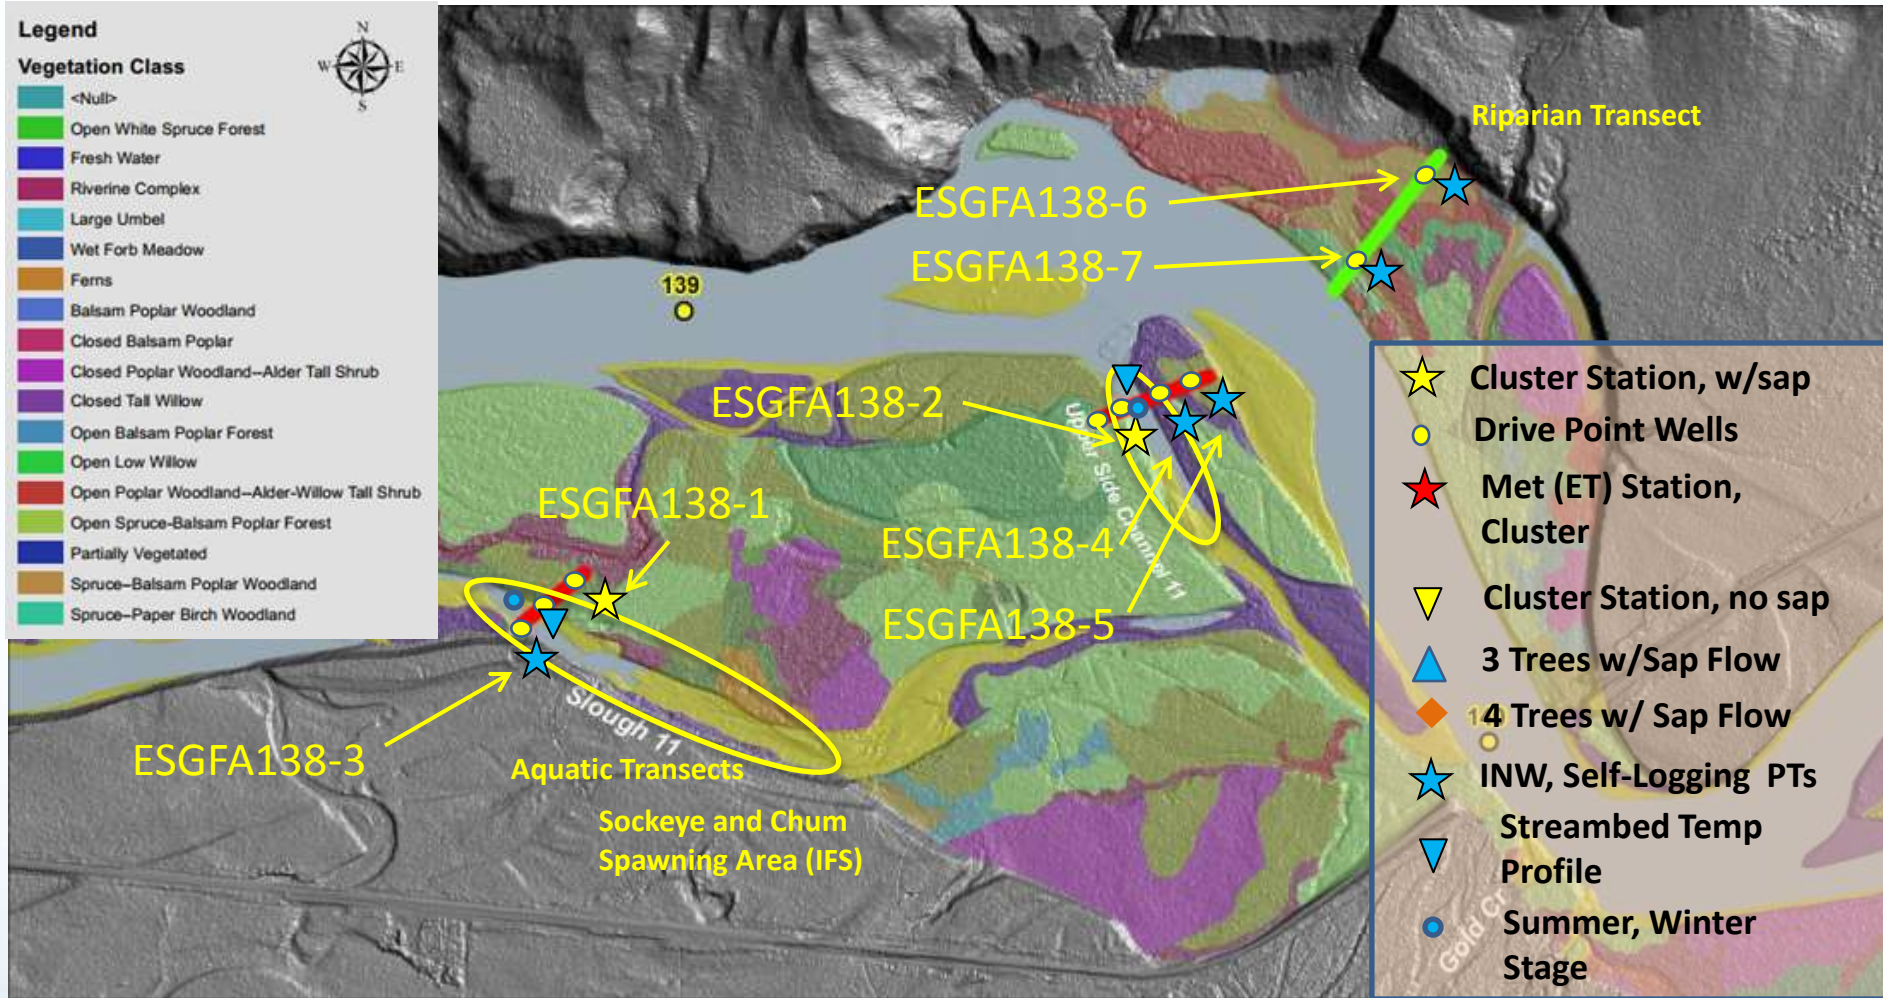 Legend
N
W E
S
Vegetation Class
<Null>
Open White Spruce Forest
Fresh Water
Riverine Complex
Large Umbel
Wet Forb Meadow
Ferns
Balsam Poplar Woodland
Closed Balsam Poplar
Closed Poplar Woodland--Alder Tall Shrub
Closed Tall Willow
Open Balsam Poplar Forest
Open Low Willow
Open Poplar Woodland--Alder-Willow Tall Shrub
Open Spruce-Balsam Poplar Forest
Partially Vegetated
Spruce--Balsam Poplar Woodland
Spruce--Paper Birch Woodland
Riparian Transect
ESGFA138-6
ESGFA138-7
139
ESGFA138-2
Upper Side Channel 11
ESGFA138-1
ESGFA138-4
ESGFA138-5
ESGFA138-3
Slough 11
Aquatic Transects
Sockeye and Chum
Spawning Area (IFS)
Cluster Station, w/sap
Drive Point Wells
Met (ET) Station,
Cluster
Cluster Station, no sap
3 Trees w/Sap Flow
4 Trees w/ Sap Flow
INW, Self-Logging PTs
Streambed Temp
Profile
Summer, Winter
Stage
Gold Cr